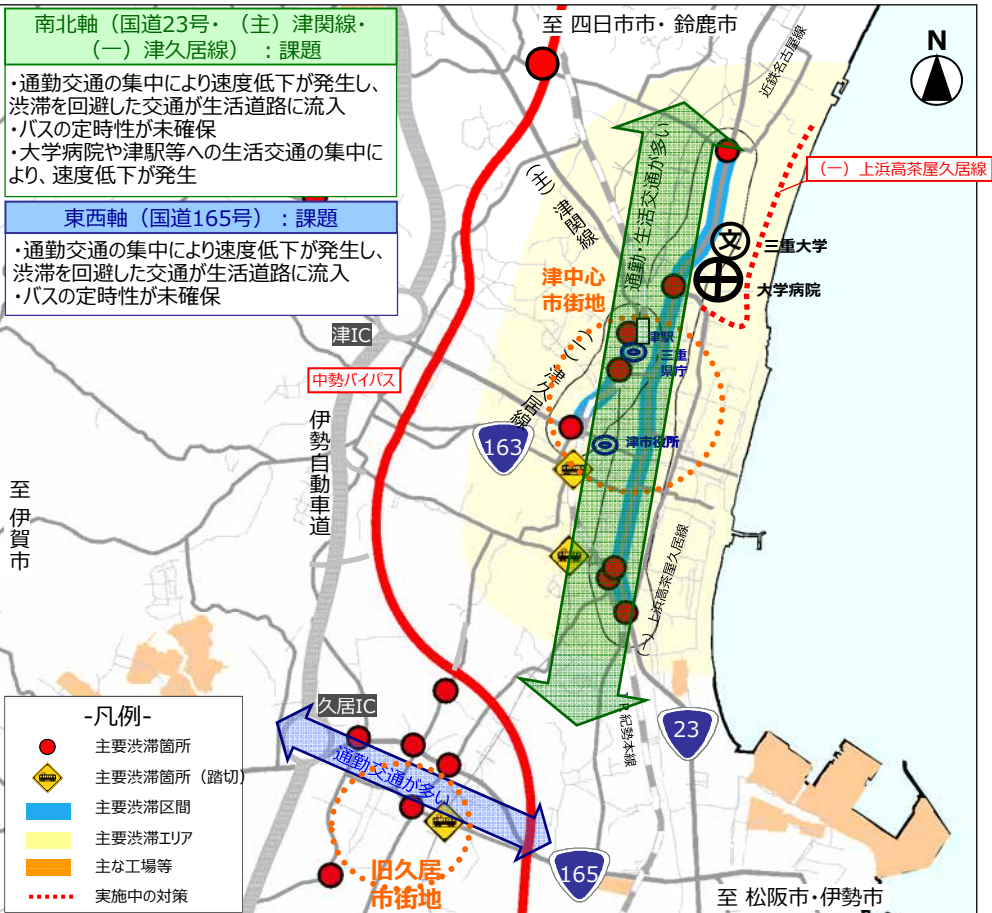 南北軸（国道23号・（主）津関線・
（一）津久居線）：課題
・通勤交通の集中により速度低下が発生し、
渋滞を回避した交通が生活道路に流入
・バスの定時性が未確保
・大学病院や津駅等への生活交通の集中に
より、速度低下が発生
東西軸（国道165号）：課題
・通勤交通の集中により速度低下が発生し、
渋滞を回避した交通が生活道路に流入
・バスの定時性が未確保
至 四日市市・鈴鹿市
近鉄名古屋線
N
（一）上浜高茶屋久居線
（主）津関線
通勤・生活交通が多い
文
三重大学
大学病院
津中心
市街地
津IC
津駅
三重
県庁
中勢バイパス
（一）津久居線
伊勢自動車道
163
津市役所
至 伊賀市
（一）上浜高茶屋久居線
久居IC
JR紀勢本線
23
通勤交通が多い
165
旧久居
市街地
至 松阪市・伊勢市
-凡例-
主要渋滞箇所
主要渋滞箇所（踏切）
主要渋滞区間
主要渋滞エリア
主な工場等
実施中の対策